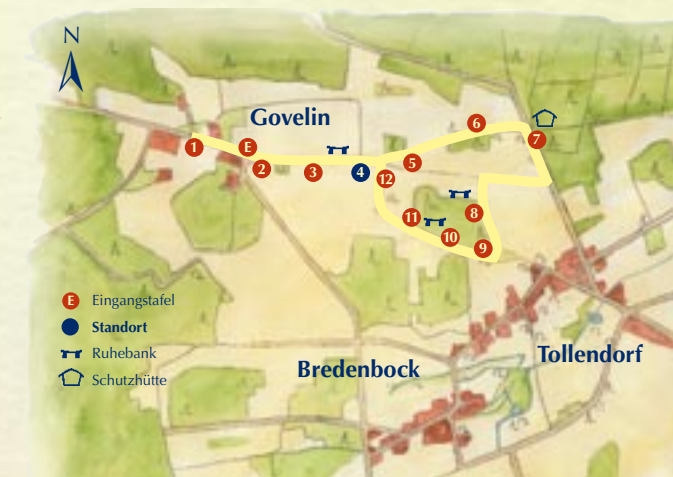 N
Govelin
6
7
E
1
2
3
4
5
12
11
8
10
9
E Eingangstafel
Standort
Ruhebank
Schutzhütte
Bredenbock
Tollendorf